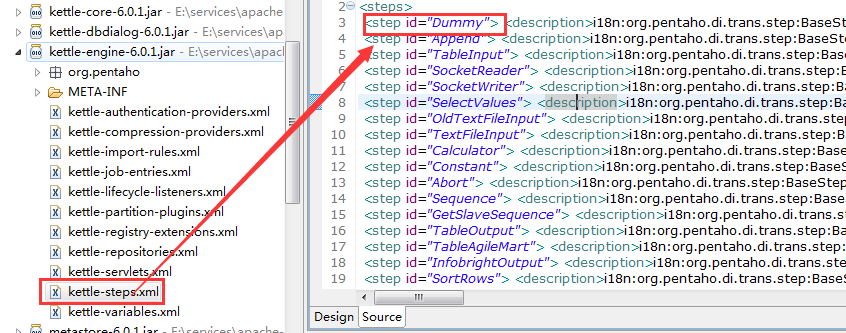 kettle-core-6.0.1.jar - E:\services\apache-
kettle-dbdialog-6.0.1.jar - E:\services\apa
kettle-engine-6.0.1.jar - E:\services\apac
org.pentaho
META-INF
kettle-authentication-providers.xml
kettle-compression-providers.xml
kettle-import-rules.xml
kettle-job-entries.xml
kettle-lifecycle-listeners.xml
kettle-partition-plugins.xml
kettle-registry-extensions.xml
kettle-repositories.xml
kettle-servlets.xml
kettle-steps.xml
kettle-variables.xml
metastore-6.0.1.jar - E:\services\apache-
2 <steps>
3 <step id="Dummy"> <description>i18n:org.pentaho.di.trans.step:BaseSte
4 <step id="Append"> <description>i18n:org.pentaho.di.trans.step:BaseSte
5 <step id="TableInput"> <description>i18n:org.pentaho.di.trans.step:Base
6 <step id="SocketReader"> <description>i18n:org.pentaho.di.trans.step:B
7 <step id="SocketWriter"> <description>i18n:org.pentaho.di.trans.step:Ba
8 <step id="SelectValues"> <description>i18n:org.pentaho.di.trans.step:Ba
9 <step id="OldTextFileInput"> <description>i18n:org.pentaho.di.trans.ste
10 <step id="TextFileInput"> <description>i18n:org.pentaho.di.trans.step:B
11 <step id="Calculator"> <description>i18n:org.pentaho.di.trans.step:Base
12 <step id="Constant"> <description>i18n:org.pentaho.di.trans.step:BaseS
13 <step id="Abort"> <description>i18n:org.pentaho.di.trans.step:BaseStep
14 <step id="Sequence"> <description>i18n:org.pentaho.di.trans.step:Base
15 <step id="GetSlaveSequence"> <description>i18n:org.pentaho.di.trans.s
16 <step id="TableOutput"> <description>i18n:org.pentaho.di.trans.step:Ba
17 <step id="TableAgileMart"> <description>i18n:org.pentaho.di.trans.step:
18 <step id="InfobrightOutput"> <description>i18n:org.pentaho.di.trans.ste
19 <step id="SortRows"> <description>i18n:org.pentaho.di.trans.step:BaseS
Design Source